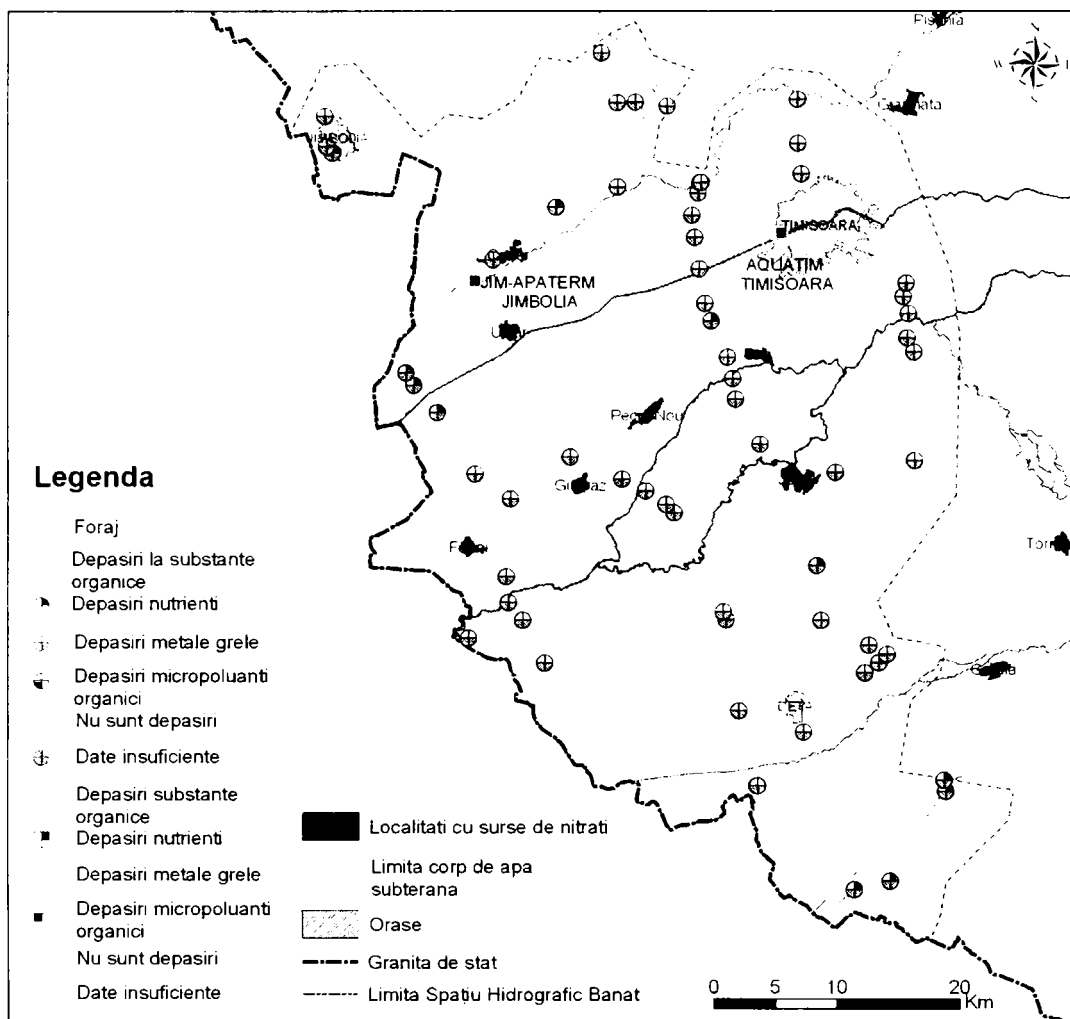 W
TIMISOARA
AQUATIM
TIMISOARA
JIM-APATERM
JIMBOLIA
Legenda
Foraj
Depasiri la substante
organice
Depasiri nutrienti
Depasiri metale grele
Depasiri micropoluanti
organici
Nu sunt depasiri
Date insuficiente
Depasiri substante
organice
Depasiri nutrienti
Depasiri metale grele
Depasiri micropoluanti
organici
Nu sunt depasiri
Date insuficiente
Localitati cu surse de nitrati
Limita corp de apa
subterana
Orase
Granita de stat
Limita Spaţiu Hidrografic Banat
0 5 10 20
Km